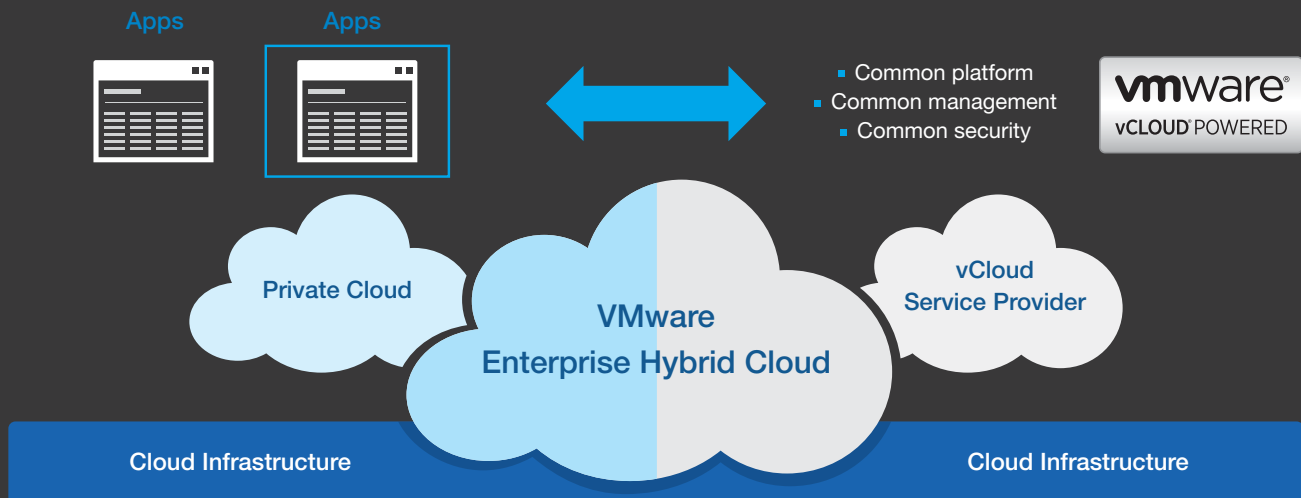 Apps
Apps
Common platform
Common management
Common security
vmware®
vCLOUD® POWERED
Private Cloud
VMware
Enterprise Hybrid Cloud
vCloud
Service Provider
Cloud Infrastructure
Cloud Infrastructure